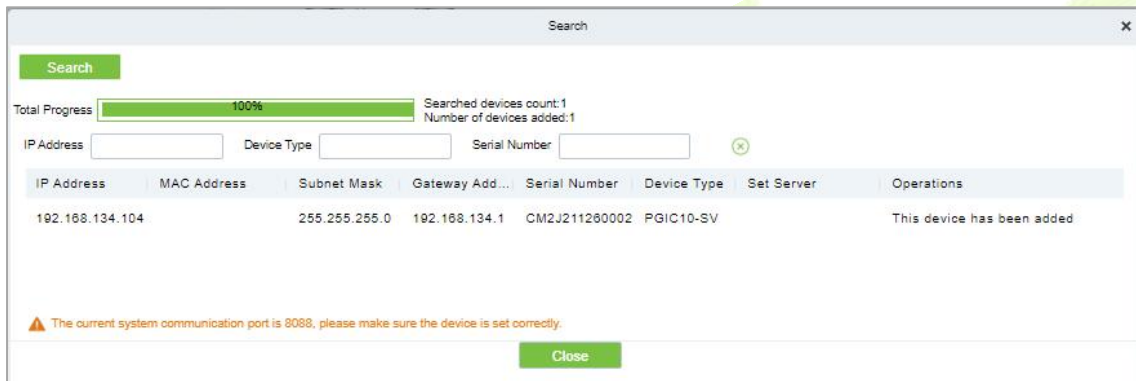 Search
Search
Total Progress 100% Searched devices count:1
Number of devices added:1
IP Address Device Type Serial Number
IP Address MAC Address Subnet Mask Gateway Add... Serial Number Device Type Set Server Operations
192.168.134.104 255.255.255.0 192.168.134.1 CM2J211260002 PGIC10-SV This device has been added
The current system communication port is 8088, please make sure the device is set correctly.
Close